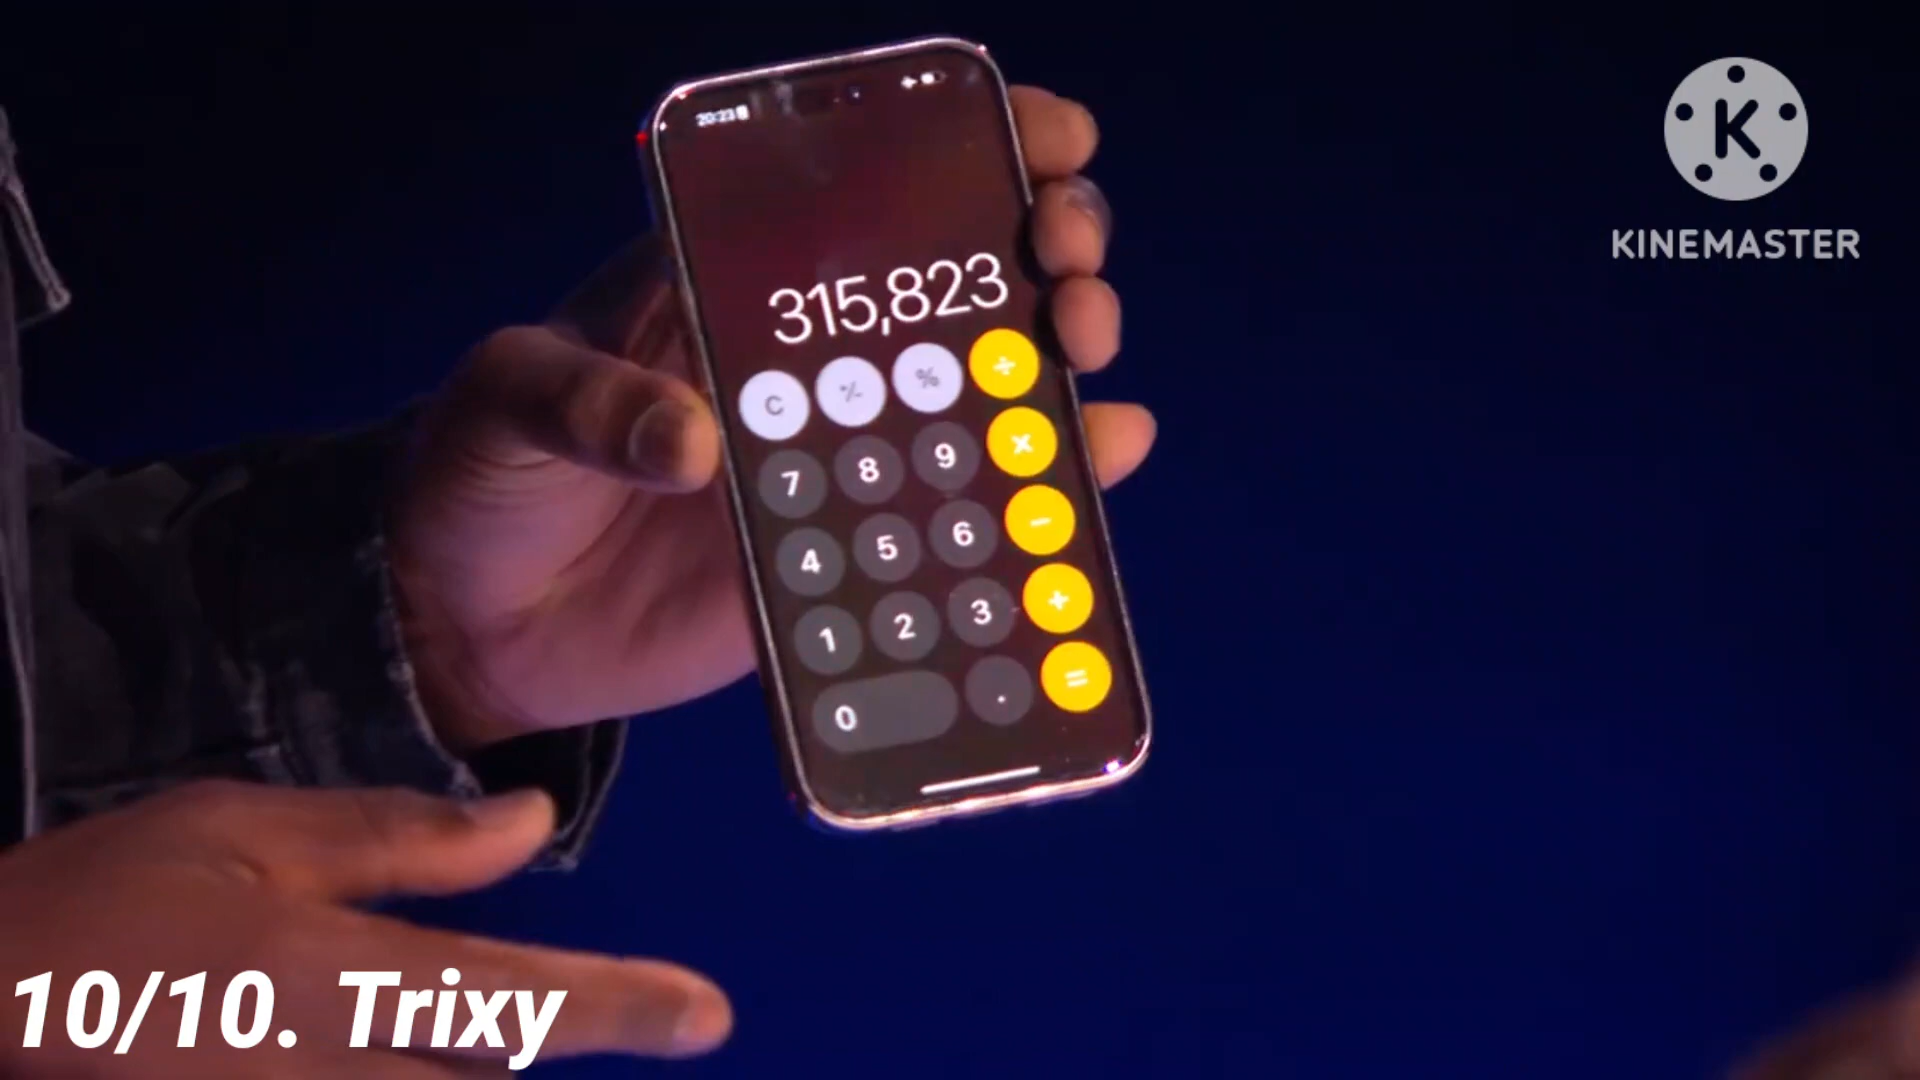 20:23
315,823
C +/- % ÷
7 8 9 ×
4 5 6 −
1 2 3 +
0 . =
K
KINEMASTER
10/10. Trixy